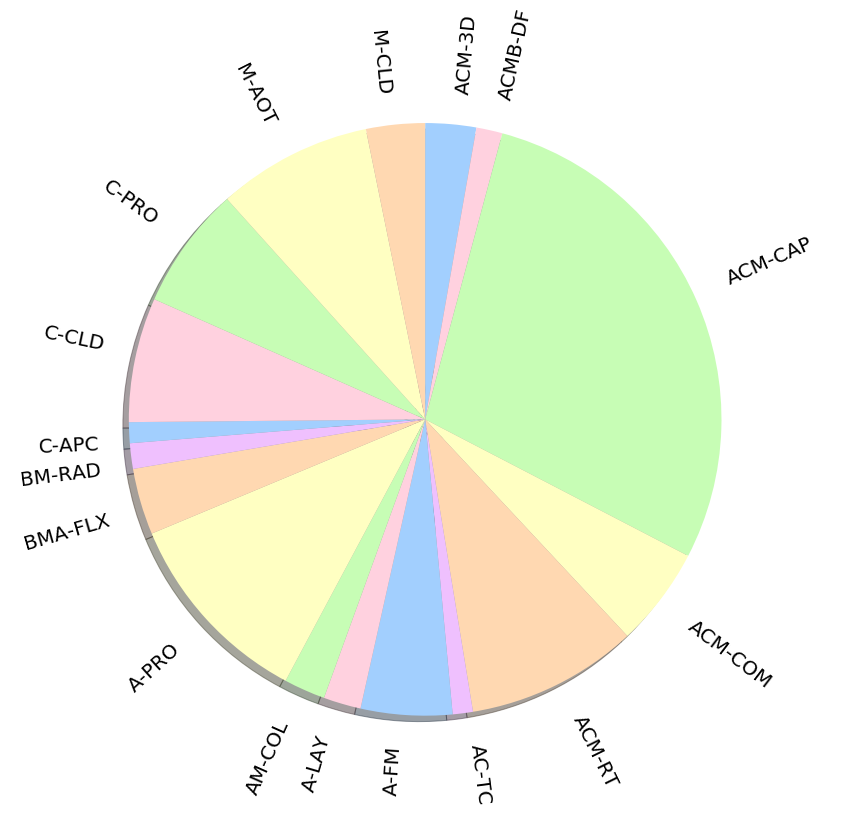 ACM-3D
ACMB-DF
ACM-CAP
ACM-COM
ACM-RT
AC-TC
A-FM
A-LAY
AM-COL
A-PRO
BMA-FLX
BM-RAD
C-APC
C-CLD
C-PRO
M-AOT
M-CLD